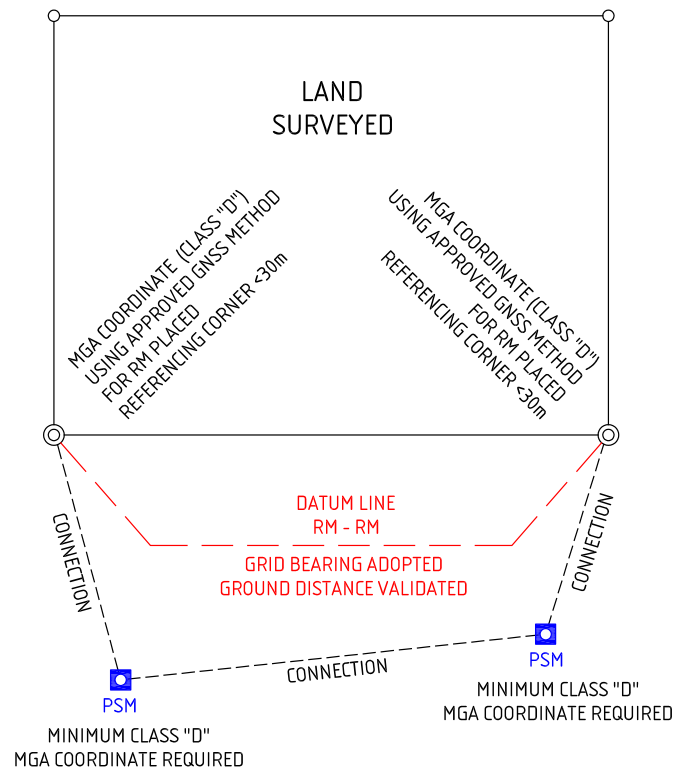 LAND
SURVEYED
MGA COORDINATE (CLASS "D")
USING APPROVED GNSS METHOD
FOR RM PLACED
REFERENCING CORNER <30m
MGA COORDINATE (CLASS "D")
USING APPROVED GNSS METHOD
FOR RM PLACED
REFERENCING CORNER <30m
DATUM LINE
RM - RM
GRID BEARING ADOPTED
GROUND DISTANCE VALIDATED
CONNECTION
CONNECTION
CONNECTION
PSM
MINIMUM CLASS "D"
MGA COORDINATE REQUIRED
PSM
MINIMUM CLASS "D"
MGA COORDINATE REQUIRED